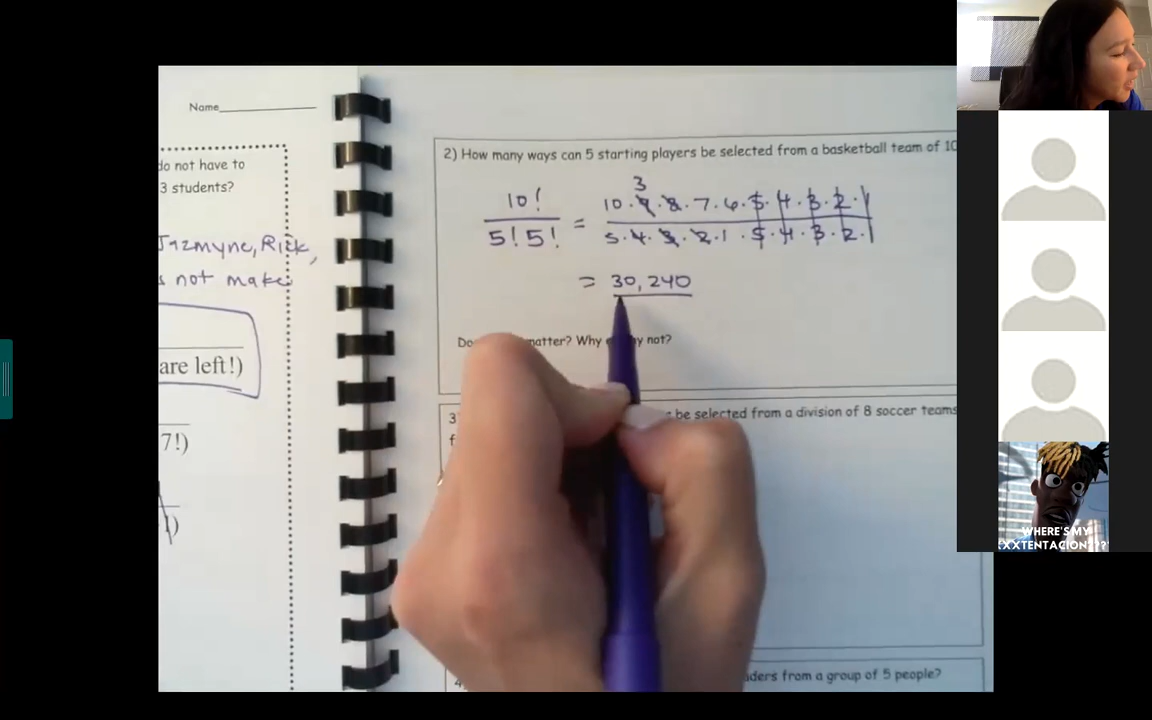 Name
do not have to
3 students?
Jazmyne, Rick,
s not make
are left!)
7!)
2) How many ways can 5 starting players be selected from a basketball team of 10
3
10! / 5!5! = 10·9·8·7·6·5·4·3·2·1 / 5·4·3·2·1·5·4·3·2·1
= 30,240
matter? Why not?
3
be selected from a division of 8 soccer teams
from a group of 5 people?
WHERE'S MY
XXXTENTACION????